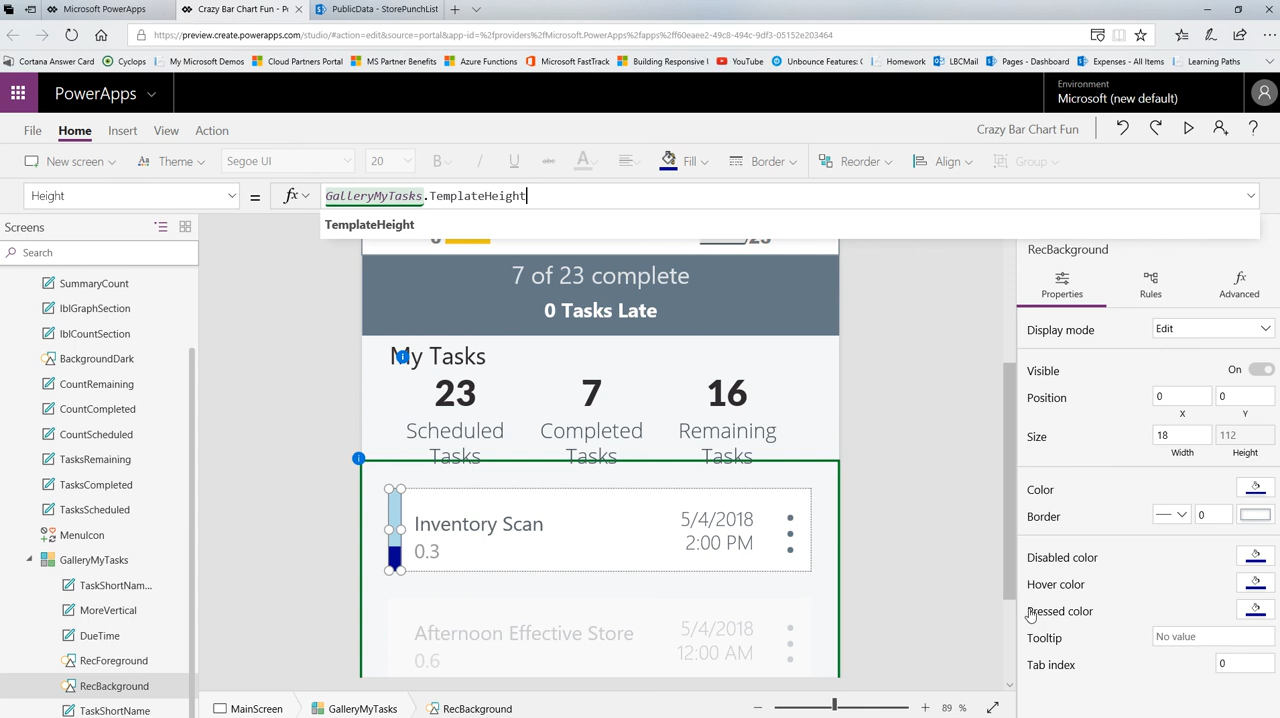 Microsoft PowerApps
Crazy Bar Chart Fun - P
PublicData - StorePunchList
https://preview.create.powerapps.com/studio/#action=edit&source=portal&app-id=%2fproviders%2fMicrosoft.PowerApps%2fapps%2ff60eaee2-49c8-494c-9df3-05152e203464
Cortana Answer Card
Cyclops
My Microsoft Demos
Cloud Partners Portal
MS Partner Benefits
Azure Functions
Microsoft FastTrack
Building Responsive
YouTube
Unbounce Features:
Homework
LBCMail
Pages - Dashboard
Expenses - All Items
Learning Paths
PowerApps
Environment
Microsoft (new default)
File Home Insert View Action
Crazy Bar Chart Fun
New screen Theme Segoe UI 20 B / U abc A Fill Border Reorder Align Group
Height = fx GalleryMyTasks.TemplateHeight
TemplateHeight
Screens
Search
SummaryCount
lblGraphSection
lblCountSection
BackgroundDark
CountRemaining
CountCompleted
CountScheduled
TasksRemaining
TasksCompleted
TasksScheduled
MenuIcon
GalleryMyTasks
TaskShortNam...
MoreVertical
DueTime
RecForeground
RecBackground
TaskShortName
7 of 23 complete
0 Tasks Late
My Tasks
23 7 16
Scheduled Completed Remaining
Tasks Tasks Tasks
Inventory Scan
0.3
5/4/2018
2:00 PM
Afternoon Effective Store
0.6
5/4/2018
12:00 AM
RecBackground
Properties Rules Advanced
Display mode Edit
Visible On
Position 0 0
X Y
Size 18 112
Width Height
Color
Border 0
Disabled color
Hover color
Pressed color
Tooltip No value
Tab index 0
MainScreen GalleryMyTasks RecBackground
89 %